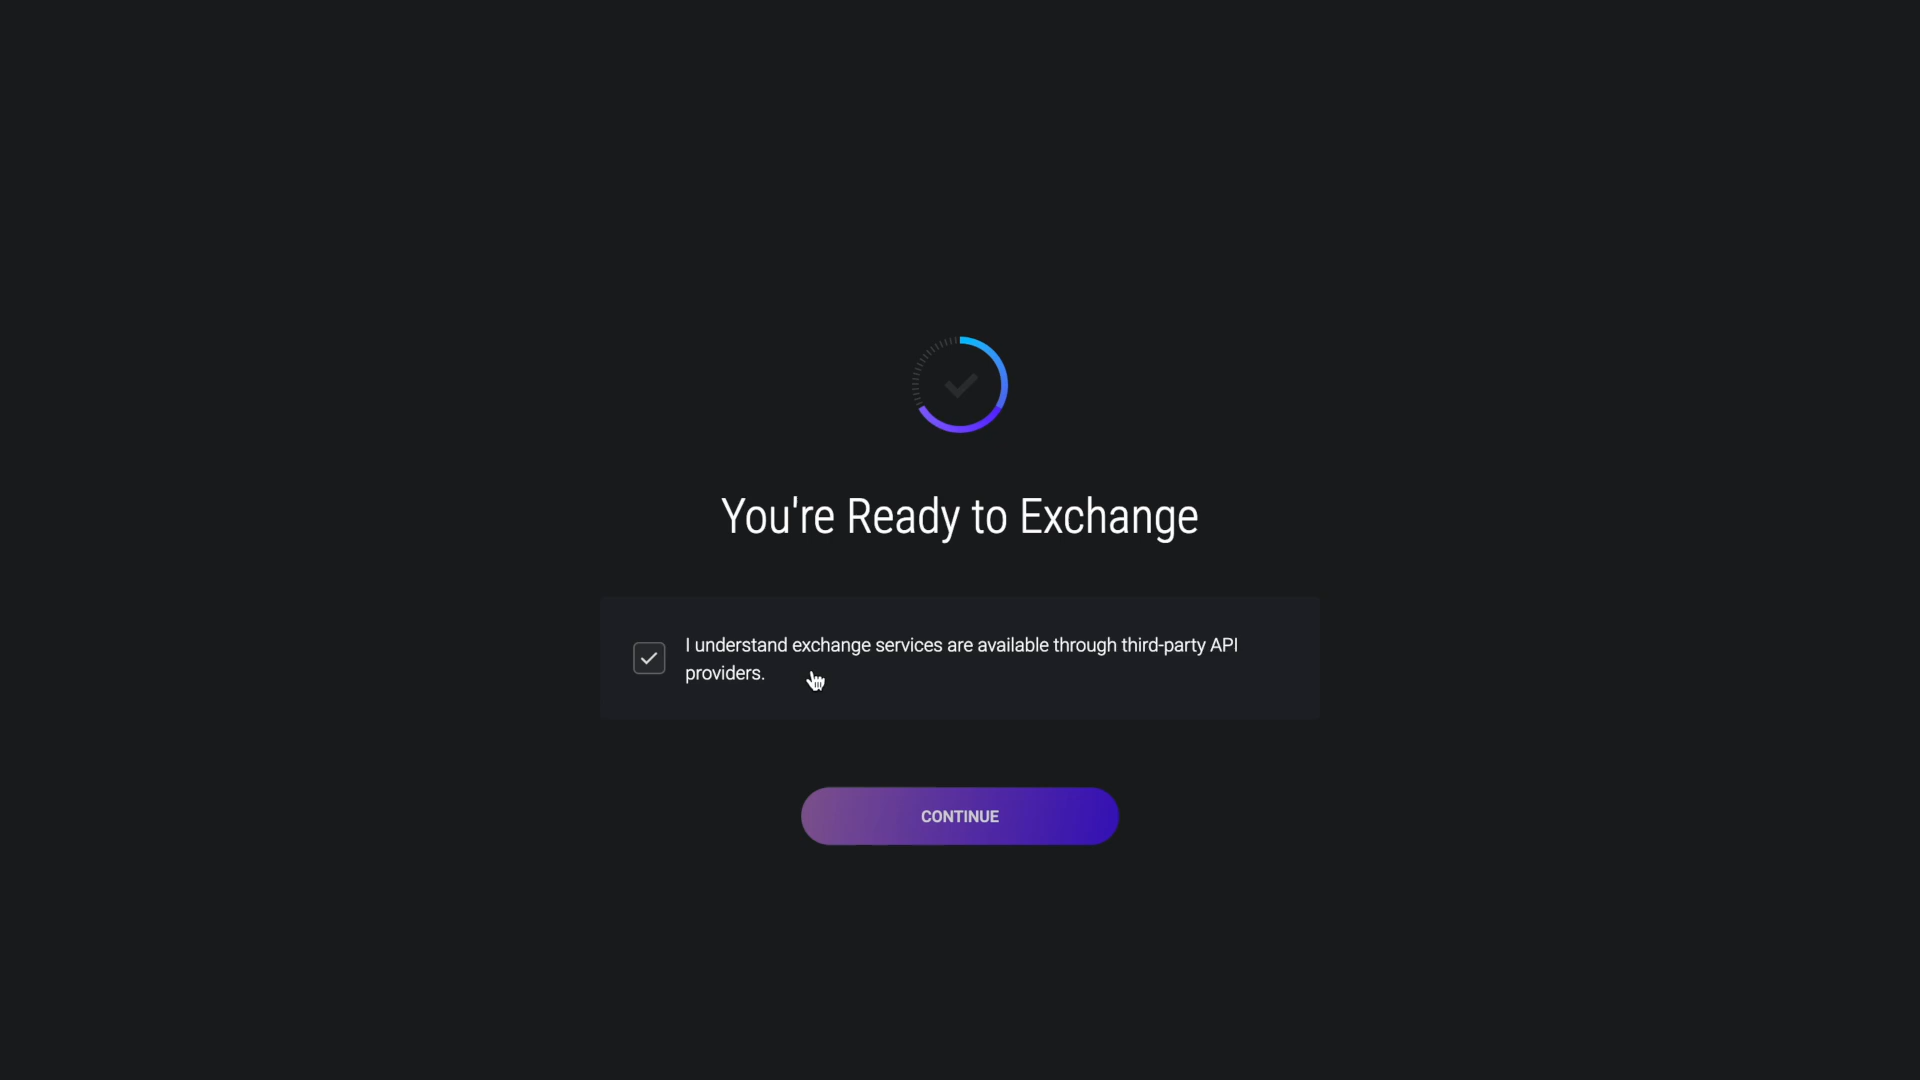 You're Ready to Exchange
I understand exchange services are available through third-party API
providers.
CONTINUE